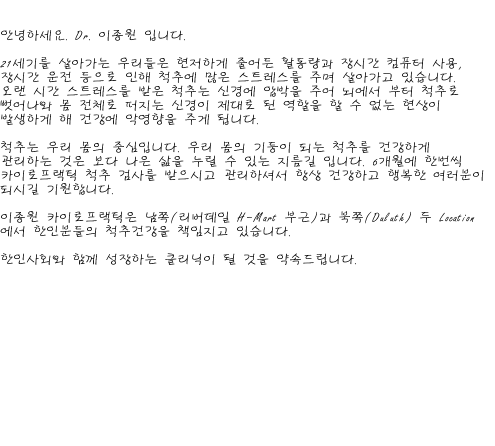 안녕하세요. Dr. 이종원 입니다.
21세기를 살아가는 우리들은 현저하게 줄어든 활동량과 장시간 컴퓨터 사용,
장시간 운전 등으로 인해 척추에 많은 스트레스를 주며 살아가고 있습니다.
오랜 시간 스트레스를 받은 척추는 신경에 압박을 주어 뇌에서 부터 척추로
뻗어나와 몸 전체로 퍼지는 신경이 제대로 된 역할을 할 수 없는 현상이
발생하게 해 건강에 악영향을 주게 됩니다.
척추는 우리 몸의 중심입니다. 우리 몸의 기둥이 되는 척추를 건강하게
관리하는 것은 보다 나은 삶을 누릴 수 있는 지름길 입니다. 6개월에 한번씩
카이로프랙틱 척추 검사를 받으시고 관리하셔서 항상 건강하고 행복한 여러분이
되시길 기원합니다.
이종원 카이로프랙틱은 남쪽(리버데일 H-Mart 부근)과 북쪽(Duluth) 두 Location
에서 한인분들의 척추건강을 책임지고 있습니다.
한인사회와 함께 성장하는 클리닉이 될 것을 약속드립니다.